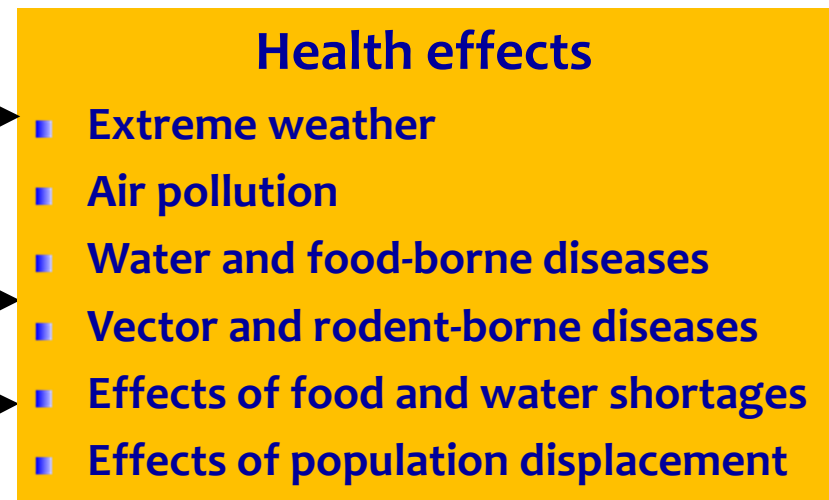 Health effects
Extreme weather
Air pollution
Water and food-borne diseases
Vector and rodent-borne diseases
Effects of food and water shortages
Effects of population displacement